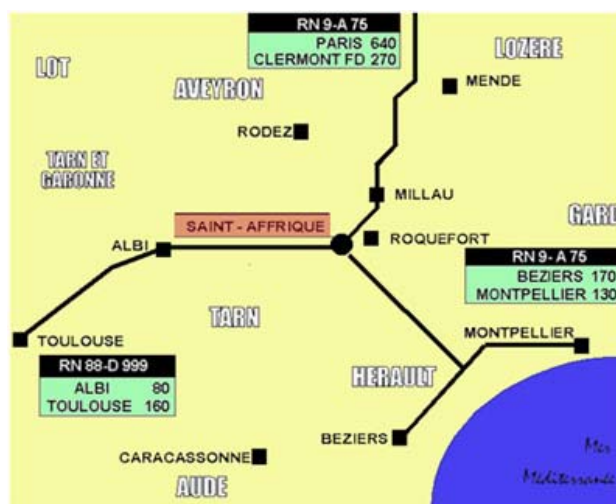 RN 9-A 75
PARIS 640
CLERMONT FD 270
LOZERE
LOT
AVEYRON
MENDE
RODEZ
TARN ET
GARONNE
MILLAU
GARD
SAINT - AFFRIQUE
ALBI
ROQUEFORT
RN 9- A 75
BEZIERS 170
MONTPELLIER 130
TARN
TOULOUSE
MONTPELLIER
RN 88-D 999
ALBI 80
TOULOUSE 160
HERAULT
BEZIERS
CARACASSONNE
AUDE
Mer
Méditerranée